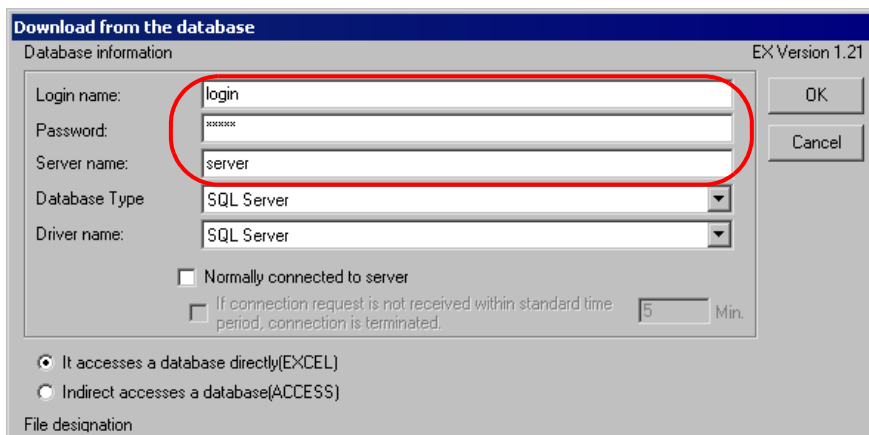 Download from the database
Database information EX Version 1.21
Login name: login OK
Password: xxxxx
Cancel
Server name: server
Database Type SQL Server
Driver name: SQL Server
Normally connected to server
If connection request is not received within standard time
period, connection is terminated. 5 Min.
It accesses a database directly(EXCEL)
Indirect accesses a database(ACCESS)
File designation